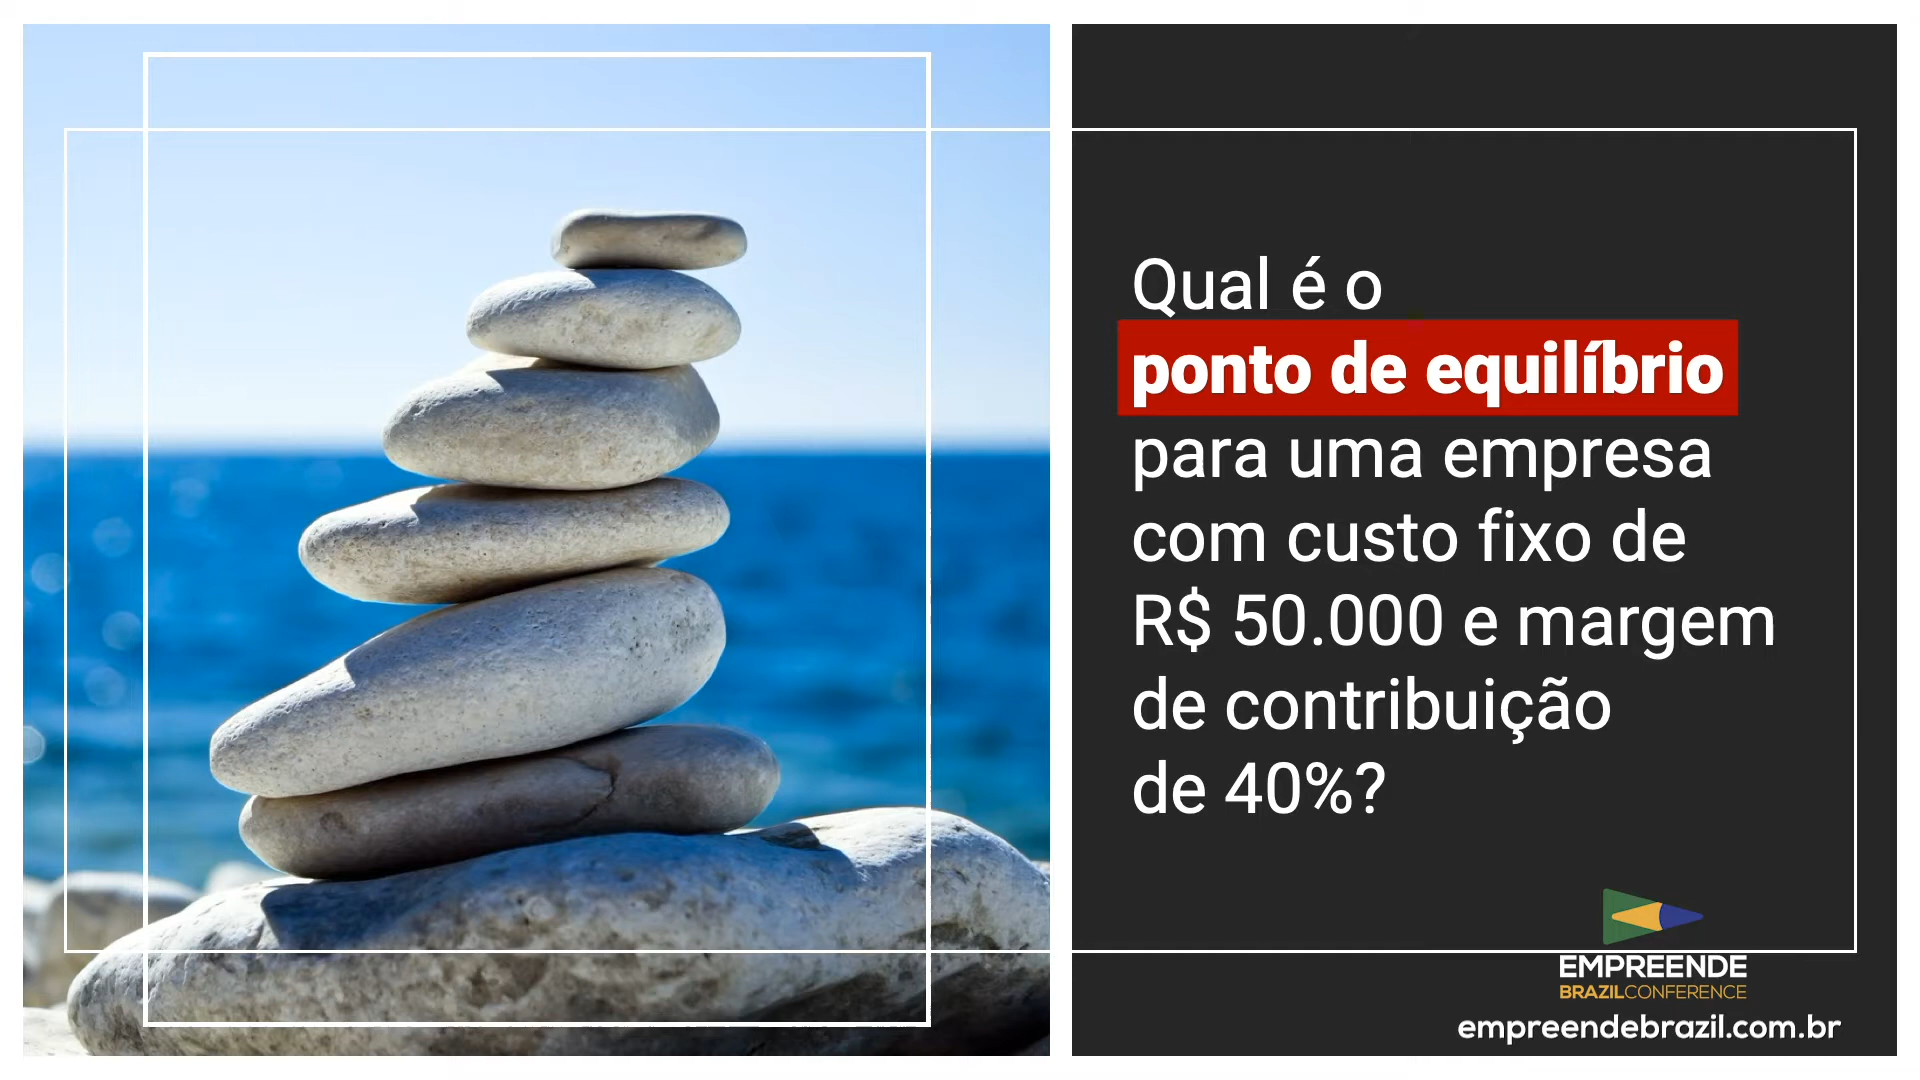 Qual é o
ponto de equilíbrio
para uma empresa
com custo fixo de
R$ 50.000 e margem
de contribuição
de 40%?
EMPREENDE
BRAZILCONFERENCE
empreendebrazil.com.br